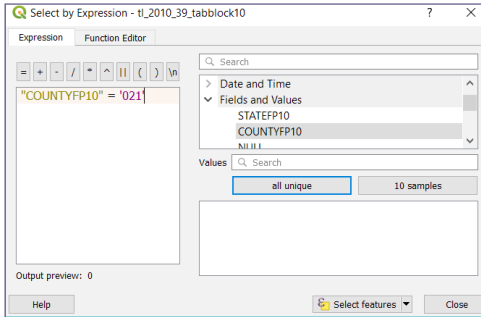 Select by Expression - tl_2010_39_tabblock10
? X
Expression Function Editor
= + - / * ^ || ( ) \n
"COUNTYFP10" = '021'
Output preview: 0
Search
> Date and Time
Fields and Values
STATEFP10
COUNTYFP10
NULL
Values Search
all unique 10 samples
Help Select features Close